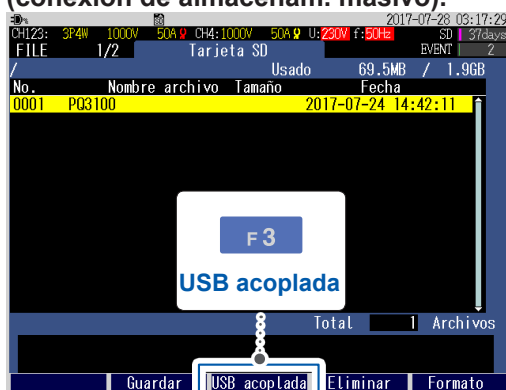 (conexión de almacenam. masivo).
2017-07-28 03:17:29
CH123: 3P4W 1000V 50A CH4:1000V 50A U:230V f:50Hz SD 37days
FILE 1/2 Tarjeta SD EVENT 2
/ Usado 69.5MB / 1.9GB
No. Nombre archivo Tamaño Fecha
0001 PQ3100 2017-07-24 14:42:11
F 3
USB acoplada
Total 1 Archivos
Guardar USB acoplada Eliminar Formato